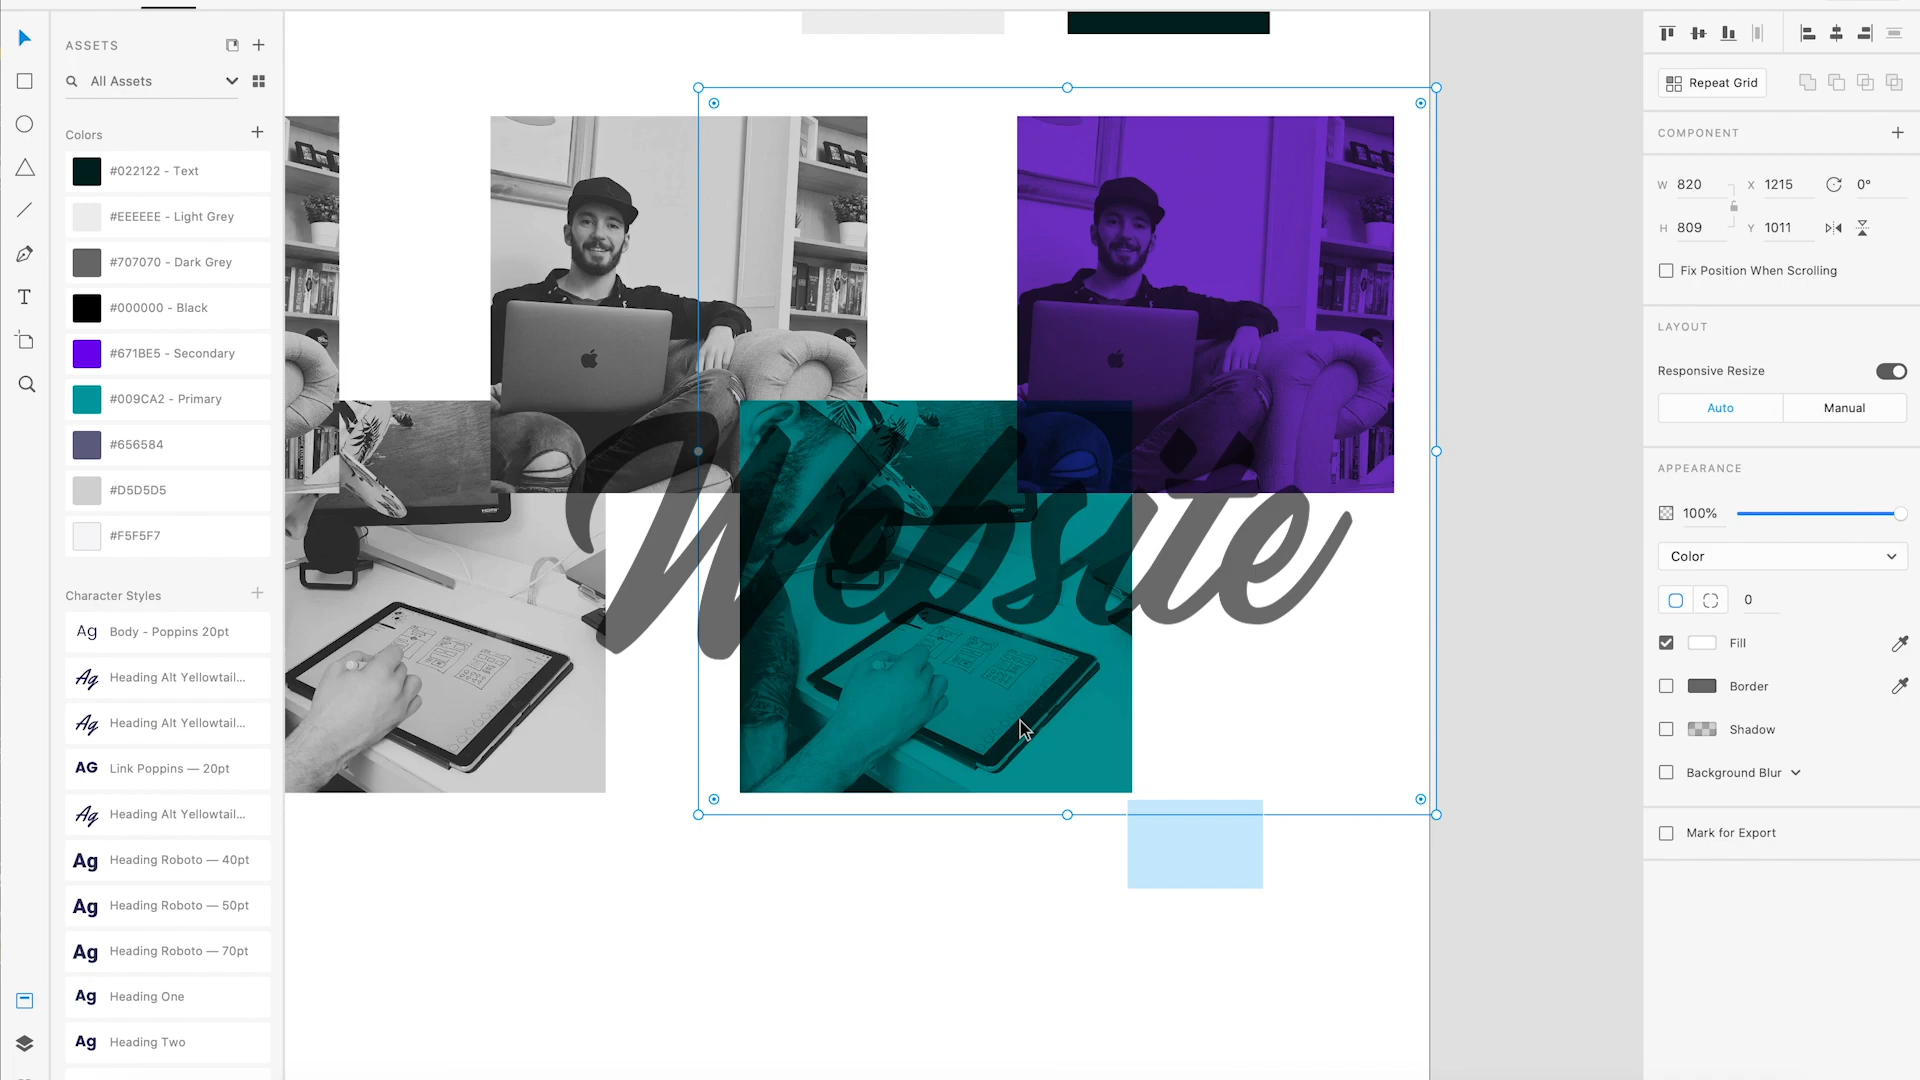 ASSETS
All Assets
Colors
#022122 - Text
#EEEEEE - Light Grey
#707070 - Dark Grey
#000000 - Black
#671BE5 - Secondary
#009CA2 - Primary
#656584
#D5D5D5
#F5F5F7
Character Styles
Ag Body - Poppins 20pt
Ag Heading Alt Yellowtail...
Ag Heading Alt Yellowtail...
AG Link Poppins — 20pt
Ag Heading Alt Yellowtail...
Ag Heading Roboto — 40pt
Ag Heading Roboto — 50pt
Ag Heading Roboto — 70pt
Ag Heading One
Ag Heading Two
Website
Repeat Grid
COMPONENT
W 820 X 1215 0°
H 809 Y 1011
Fix Position When Scrolling
LAYOUT
Responsive Resize
Auto Manual
APPEARANCE
100%
Color
0
Fill
Border
Shadow
Background Blur
Mark for Export